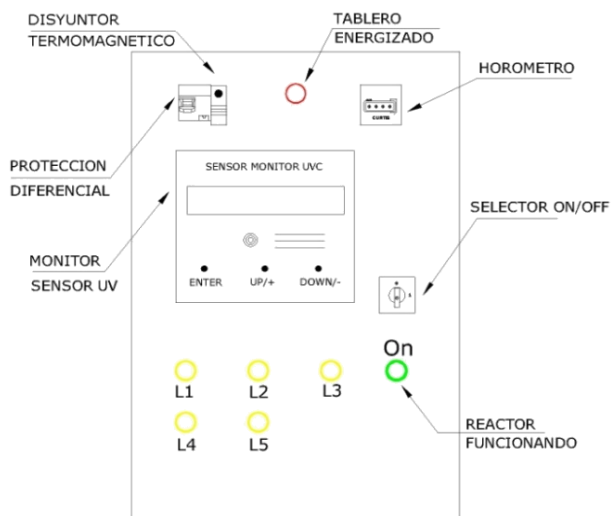 DISYUNTOR
TERMOMAGNETICO
TABLERO
ENERGIZADO
HOROMETRO
CURTIS
PROTECCION
DIFERENCIAL
SENSOR MONITOR UVC
SELECTOR ON/OFF
MONITOR
SENSOR UV
ENTER
UP/+
DOWN/-
On
L1
L2
L3
REACTOR
FUNCIONANDO
L4
L5